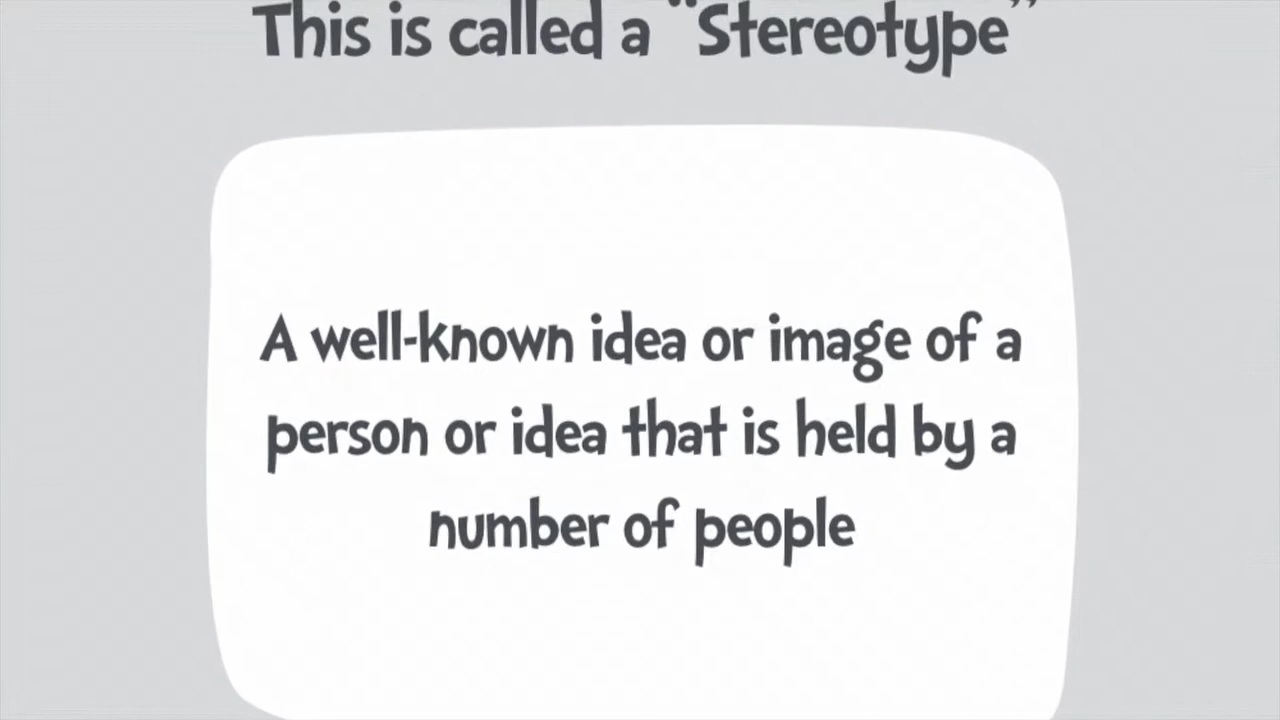 This is called a “Stereotype”
A well-known idea or image of a
person or idea that is held by a
number of people